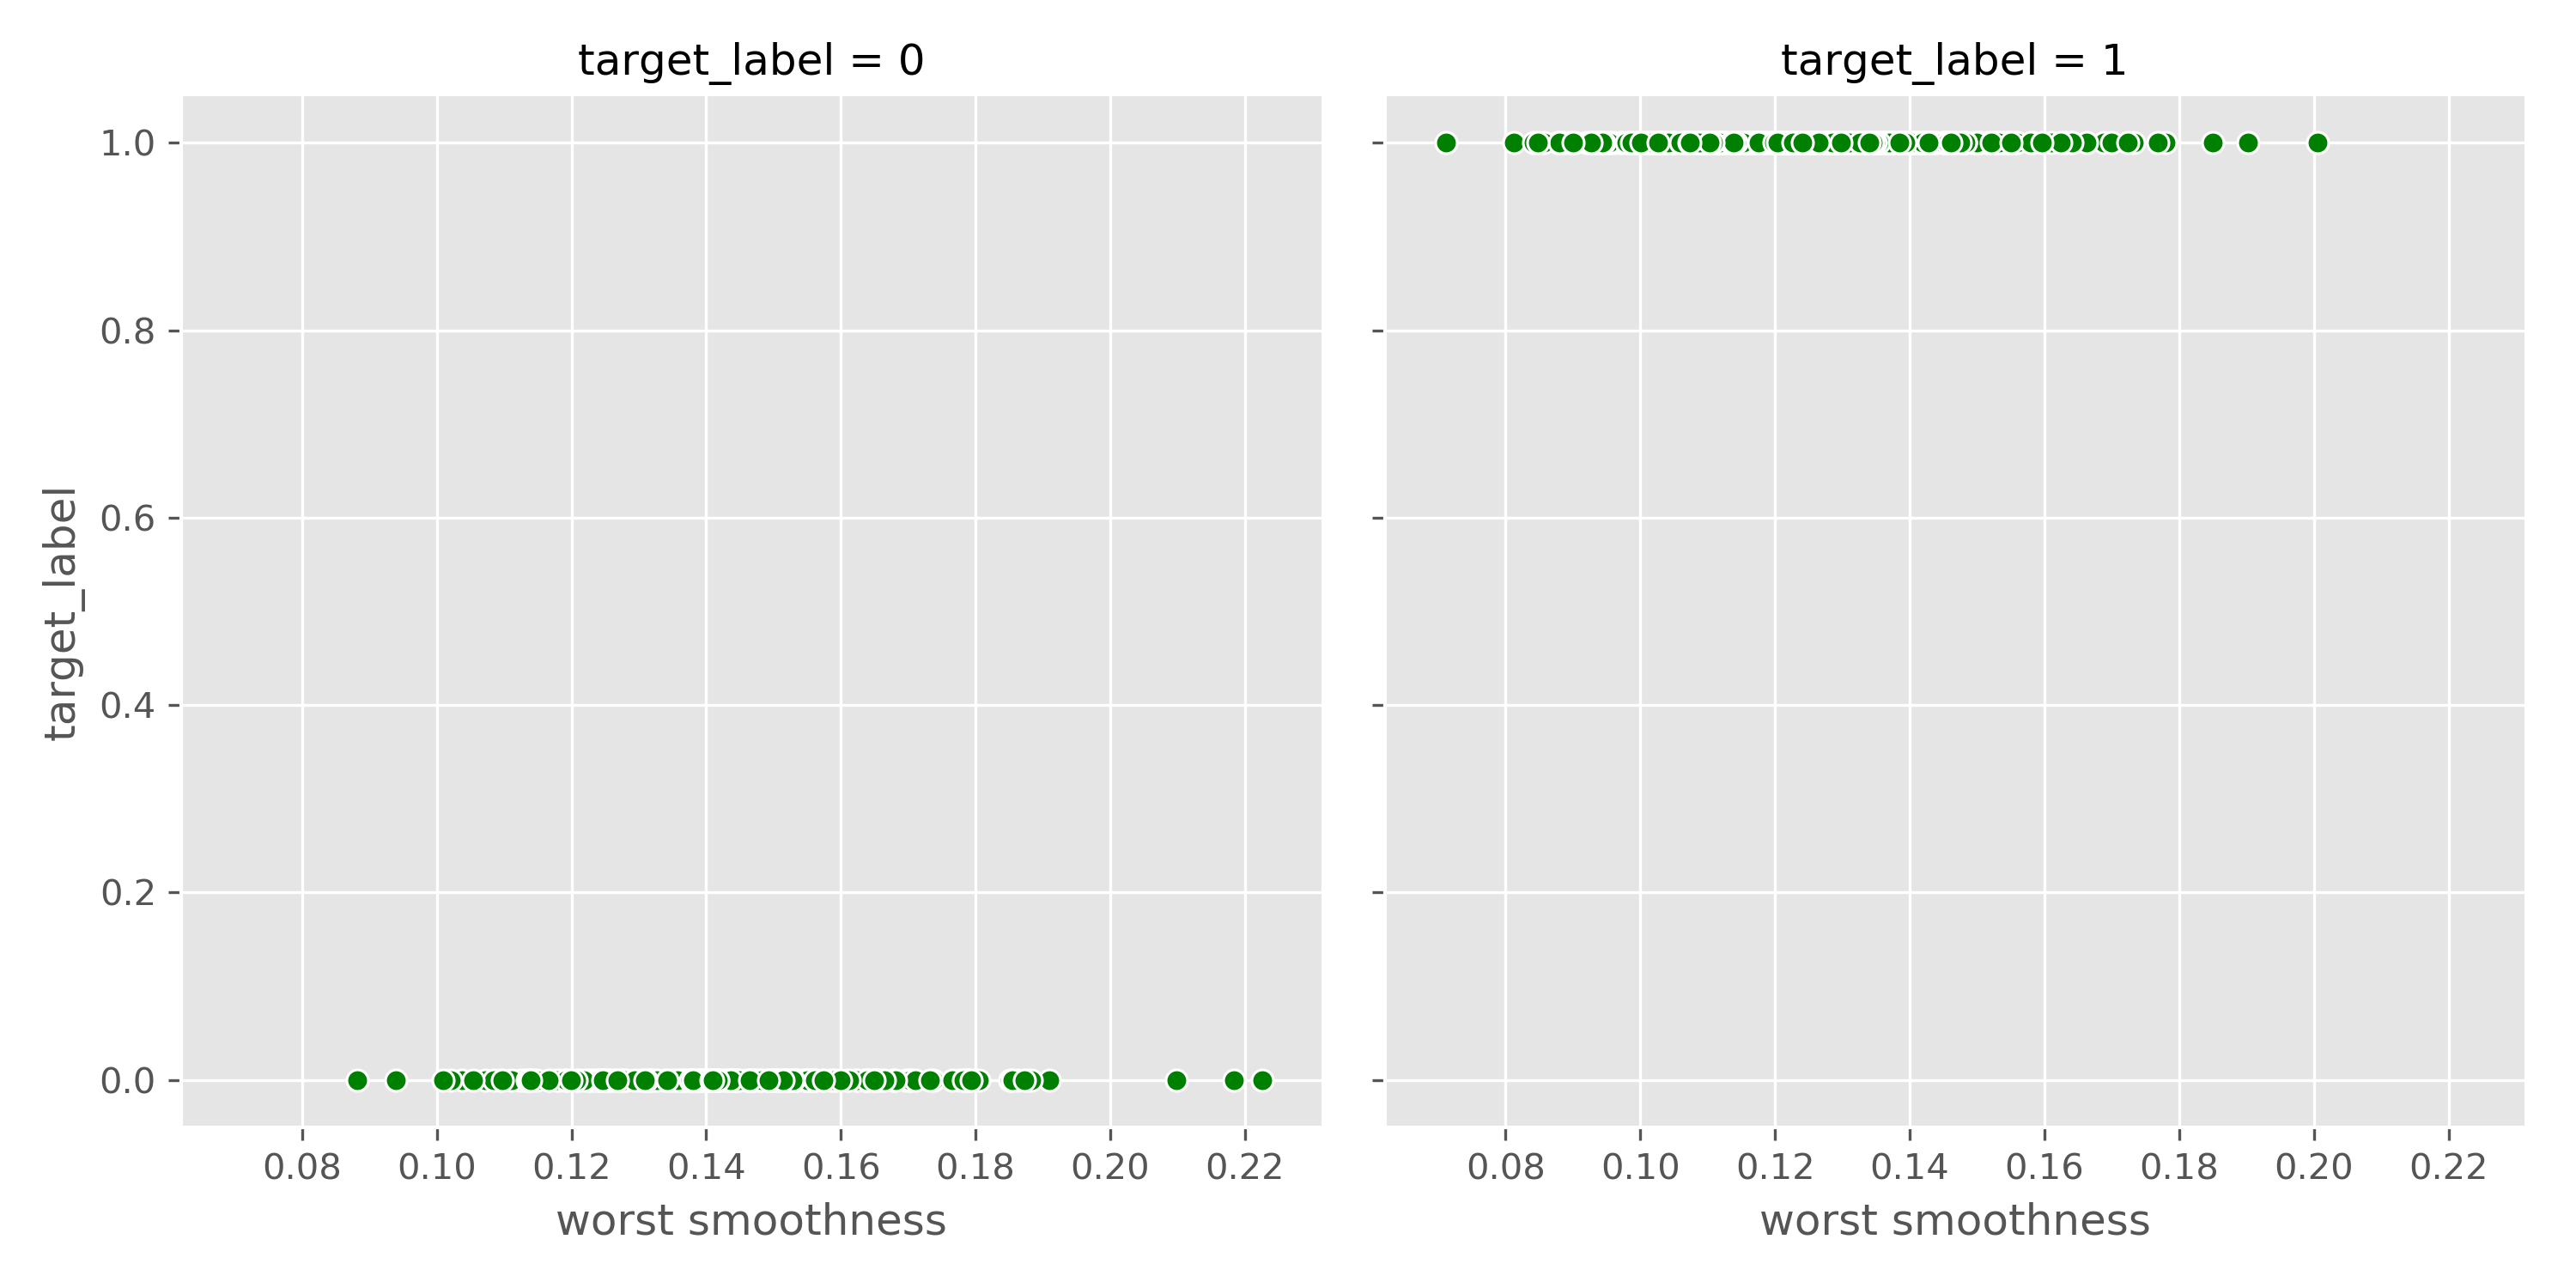 target_label = 0
target_label = 1
target_label
1.0
0.8
0.6
0.4
0.2
0.0
0.08 0.10 0.12 0.14 0.16 0.18 0.20 0.22
0.08 0.10 0.12 0.14 0.16 0.18 0.20 0.22
worst smoothness
worst smoothness